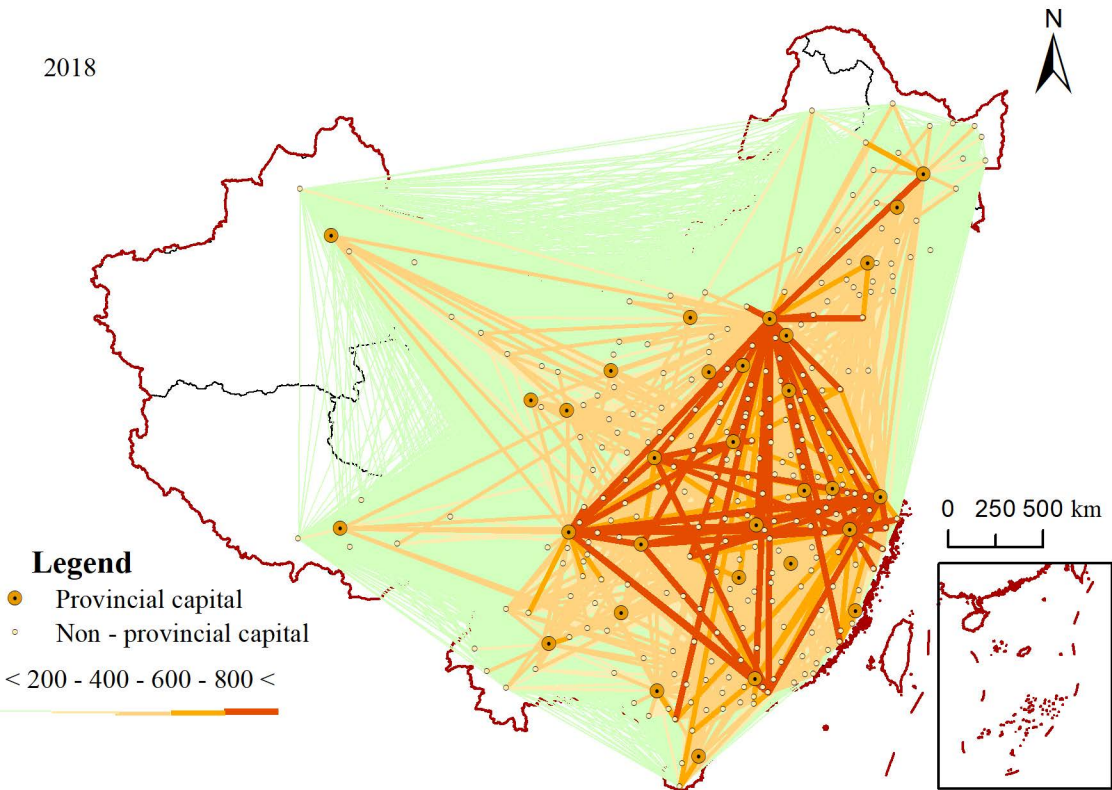 2018
N
0 250 500 km
Legend
Provincial capital
Non - provincial capital
< 200 - 400 - 600 - 800 <